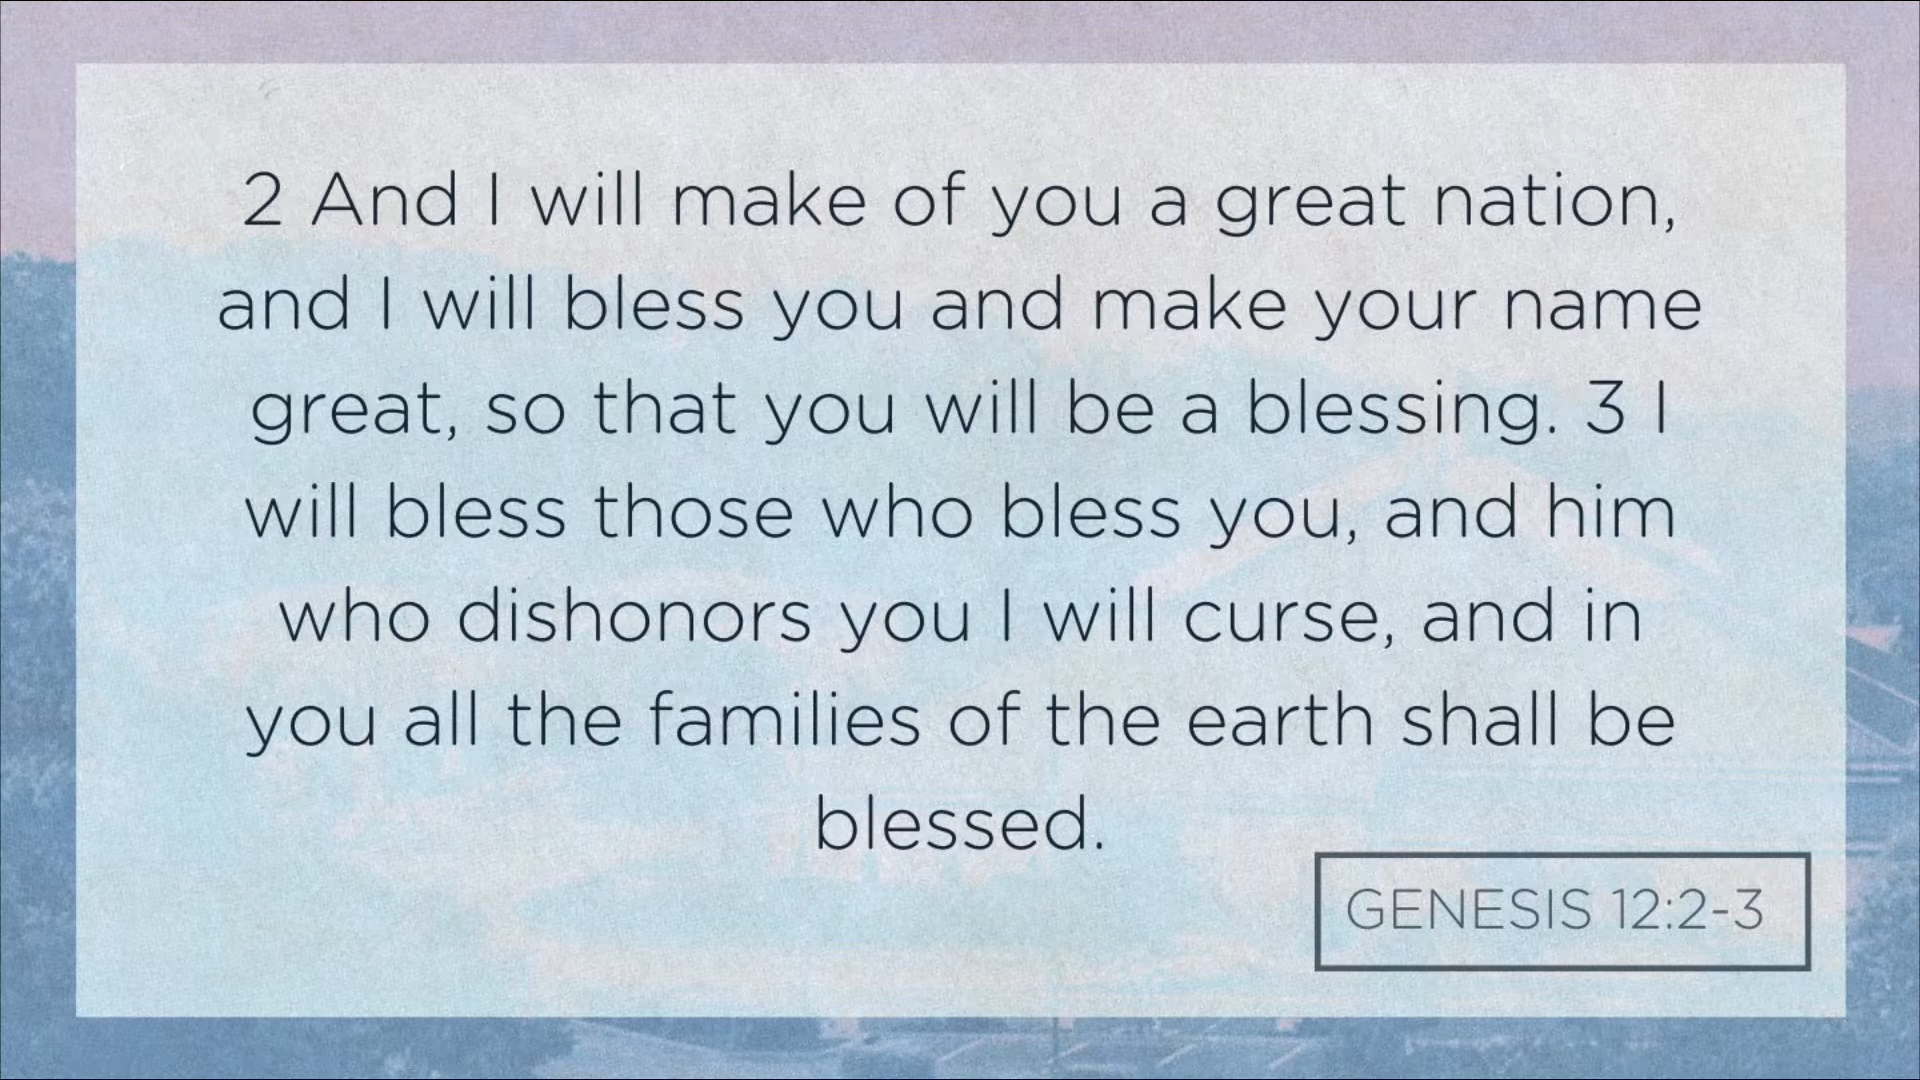 2 And I will make of you a great nation,
and I will bless you and make your name
great, so that you will be a blessing. 3 I
will bless those who bless you, and him
who dishonors you I will curse, and in
you all the families of the earth shall be
blessed.
GENESIS 12:2-3